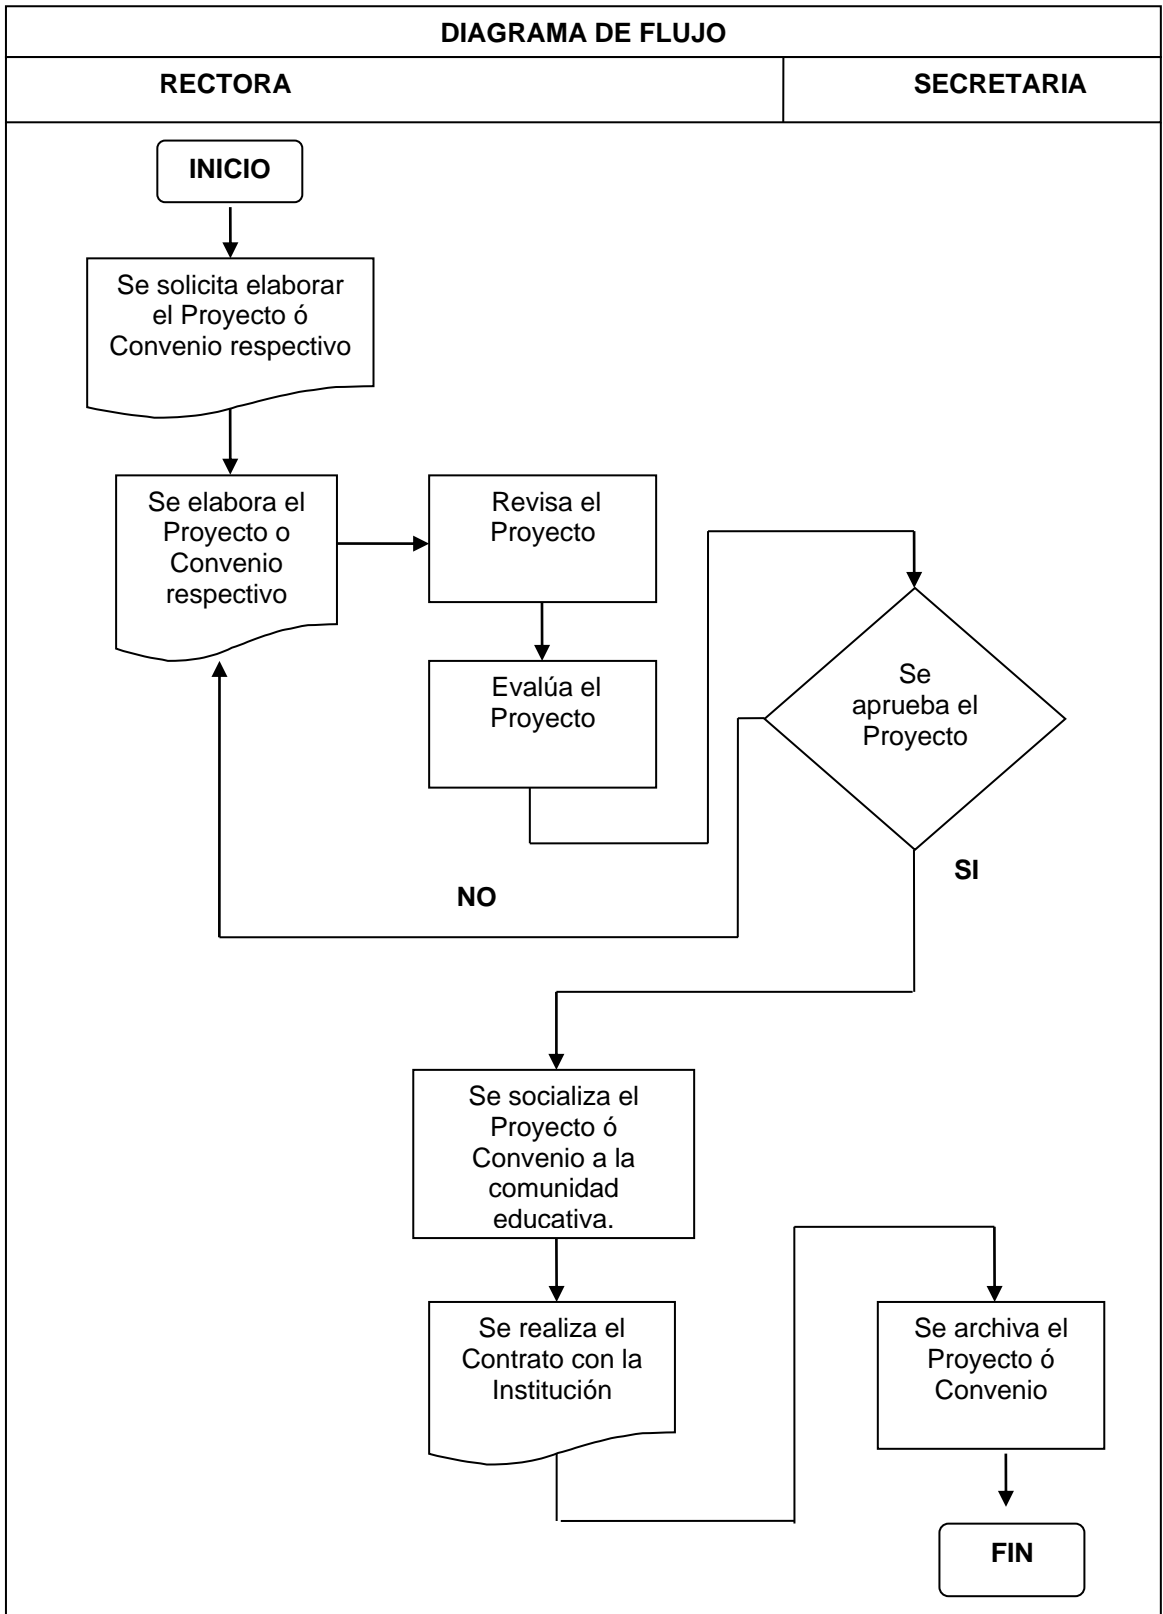 DIAGRAMA DE FLUJO
RECTORA
SECRETARIA
INICIO
Se solicita elaborar
el Proyecto ó
Convenio respectivo
Se elabora el
Proyecto o
Convenio
respectivo
Revisa el
Proyecto
Evalúa el
Proyecto
Se
aprueba el
Proyecto
SI
NO
Se socializa el
Proyecto ó
Convenio a la
comunidad
educativa.
Se realiza el
Contrato con la
Institución
Se archiva el
Proyecto ó
Convenio
FIN